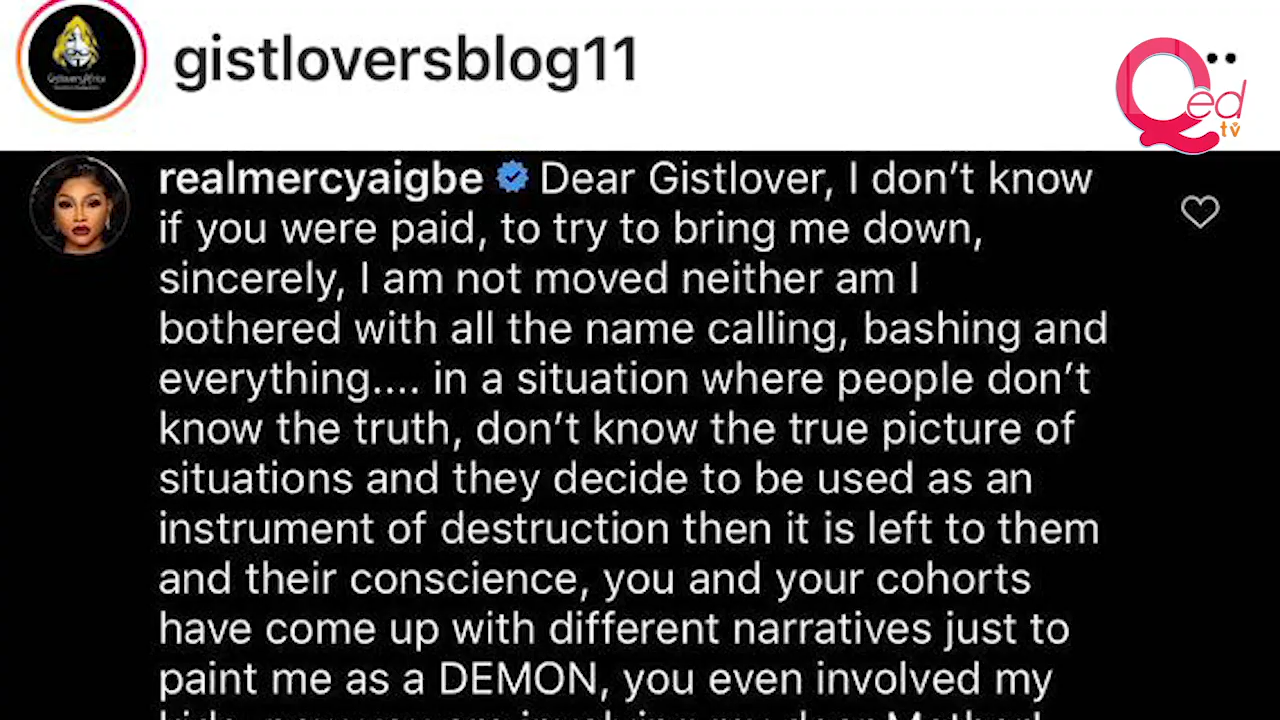 gistloversblog11
Qed
tv
realmercyaigbe Dear Gistlover, I don’t know
if you were paid, to try to bring me down,
sincerely, I am not moved neither am I
bothered with all the name calling, bashing and
everything.... in a situation where people don’t
know the truth, don’t know the true picture of
situations and they decide to be used as an
instrument of destruction then it is left to them
and their conscience, you and your cohorts
have come up with different narratives just to
paint me as a DEMON, you even involved my